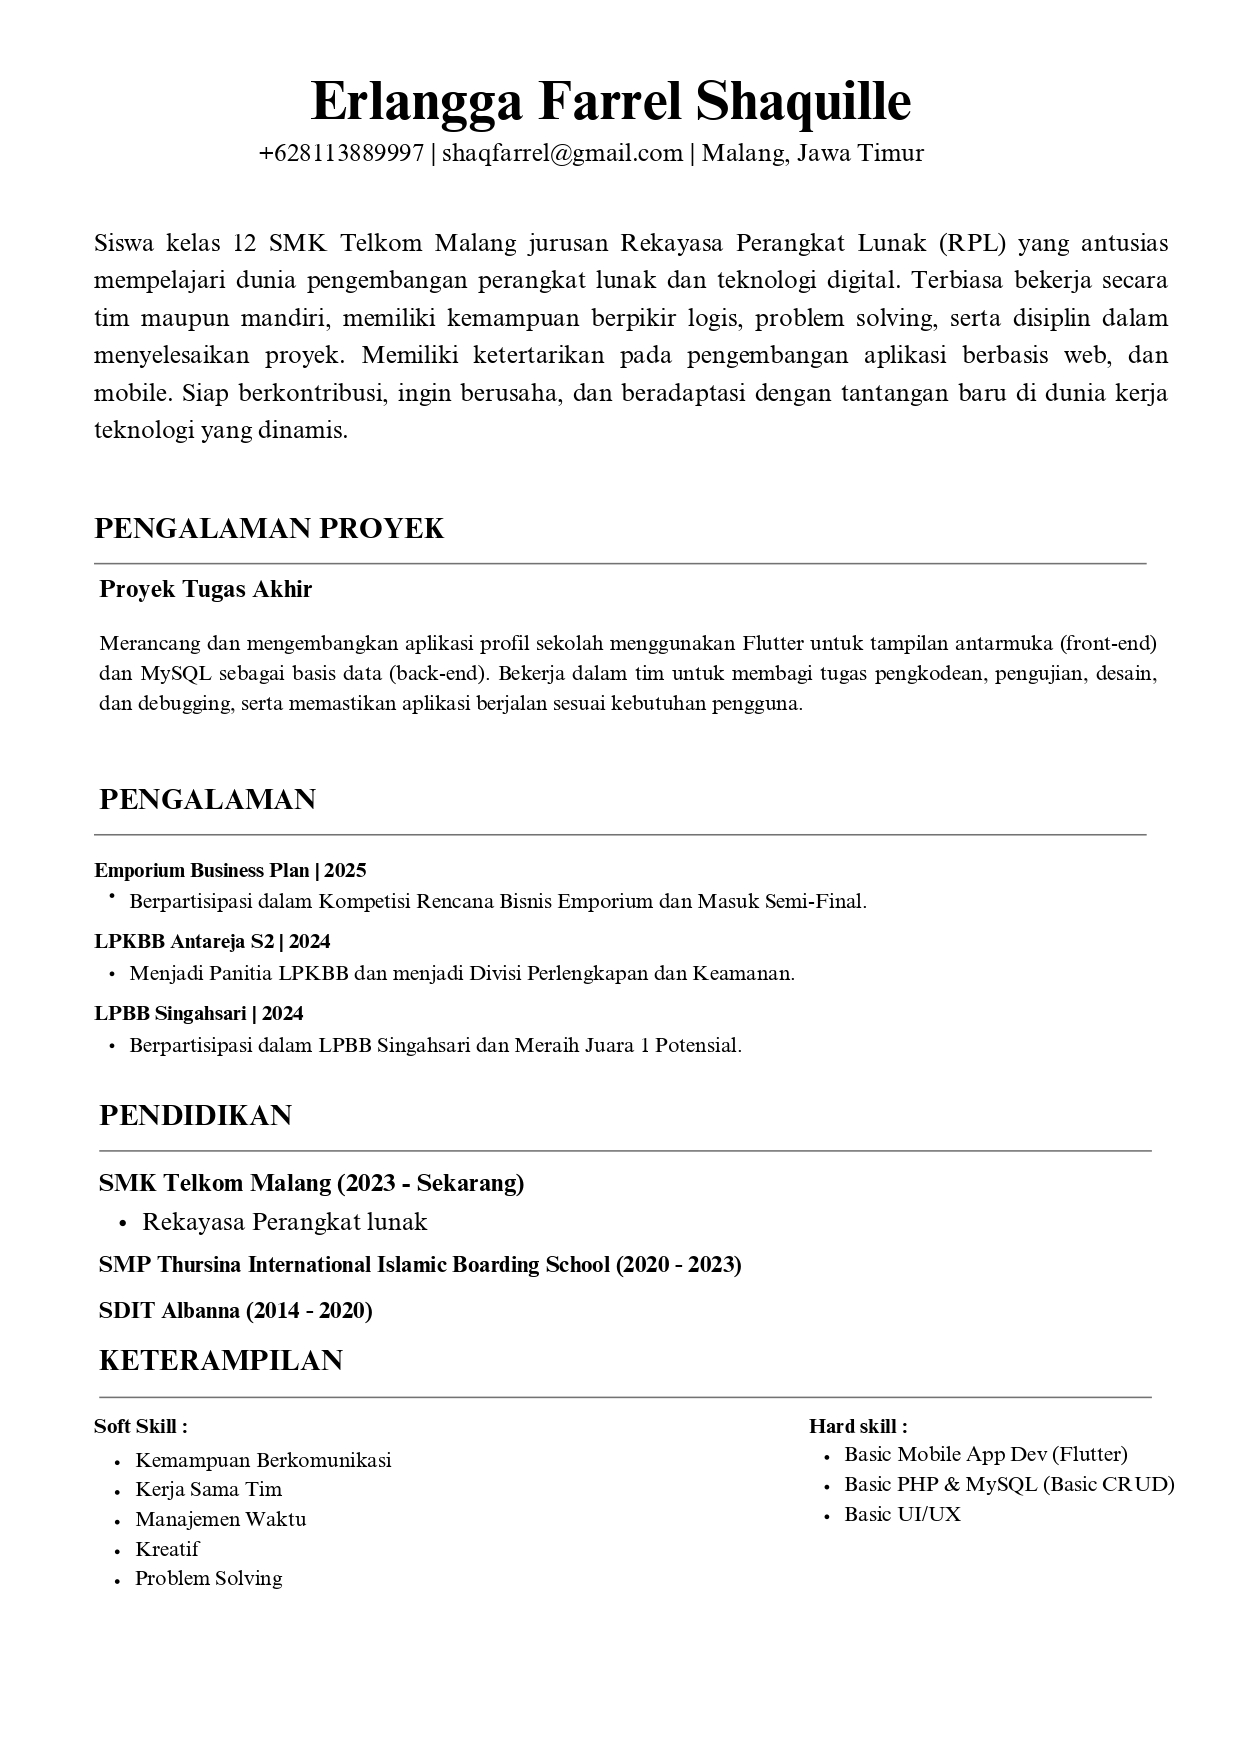 Erlangga Farrel Shaquille
+628113889997 | shaqfarrel@gmail.com | Malang, Jawa Timur
Siswa kelas 12 SMK Telkom Malang jurusan Rekayasa Perangkat Lunak (RPL) yang antusias
mempelajari dunia pengembangan perangkat lunak dan teknologi digital. Terbiasa bekerja secara
tim maupun mandiri, memiliki kemampuan berpikir logis, problem solving, serta disiplin dalam
menyelesaikan proyek. Memiliki ketertarikan pada pengembangan aplikasi berbasis web, dan
mobile. Siap berkontribusi, ingin berusaha, dan beradaptasi dengan tantangan baru di dunia kerja
teknologi yang dinamis.
PENGALAMAN PROYEK
Proyek Tugas Akhir
Merancang dan mengembangkan aplikasi profil sekolah menggunakan Flutter untuk tampilan antarmuka (front-end)
dan MySQL sebagai basis data (back-end). Bekerja dalam tim untuk membagi tugas pengkodean, pengujian, desain,
dan debugging, serta memastikan aplikasi berjalan sesuai kebutuhan pengguna.
PENGALAMAN
Emporium Business Plan | 2025
• Berpartisipasi dalam Kompetisi Rencana Bisnis Emporium dan Masuk Semi-Final.
LPKBB Antareja S2 | 2024
• Menjadi Panitia LPKBB dan menjadi Divisi Perlengkapan dan Keamanan.
LPBB Singahsari | 2024
• Berpartisipasi dalam LPBB Singahsari dan Meraih Juara 1 Potensial.
PENDIDIKAN
SMK Telkom Malang (2023 - Sekarang)
• Rekayasa Perangkat lunak
SMP Thursina International Islamic Boarding School (2020 - 2023)
SDIT Albanna (2014 - 2020)
KETERAMPILAN
Soft Skill :
• Kemampuan Berkomunikasi
• Kerja Sama Tim
• Manajemen Waktu
• Kreatif
• Problem Solving
Hard skill :
• Basic Mobile App Dev (Flutter)
• Basic PHP & MySQL (Basic CRUD)
• Basic UI/UX